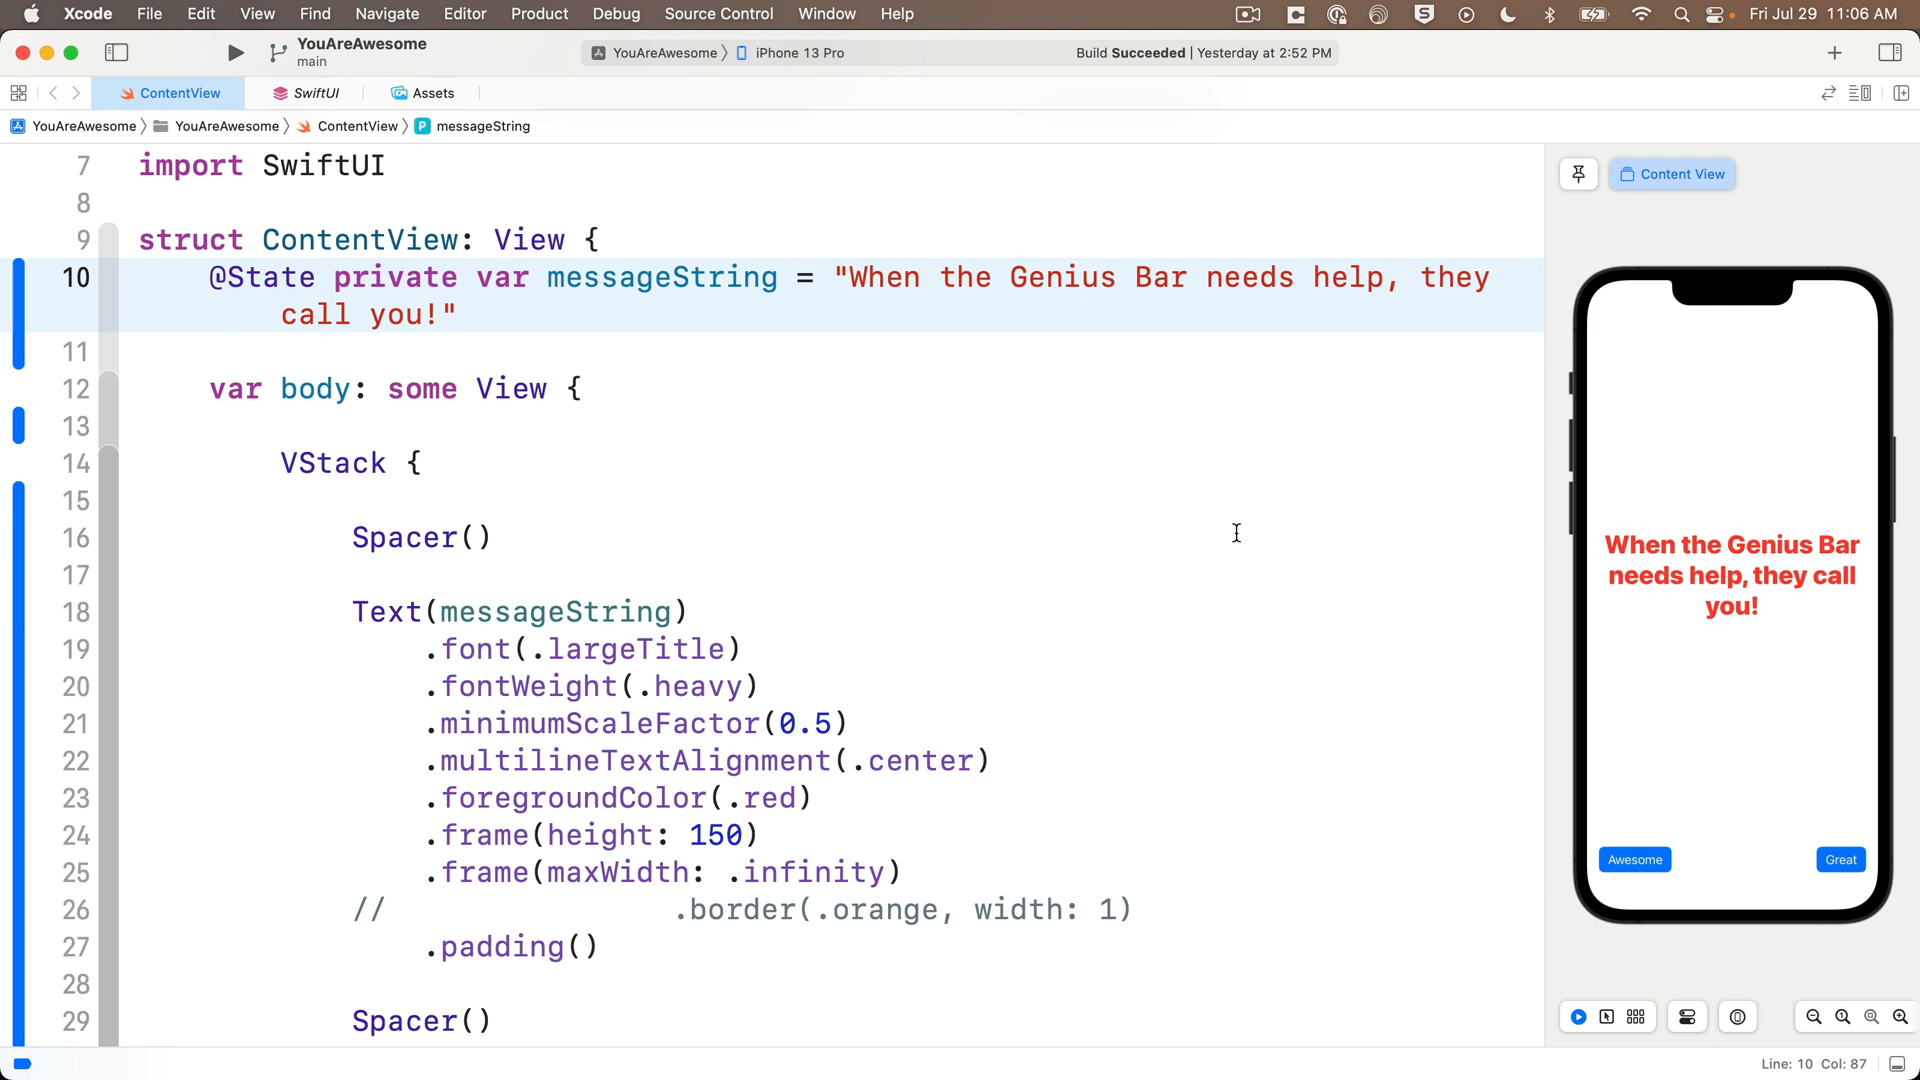 Xcode File Edit View Find Navigate Editor Product Debug Source Control Window Help Fri Jul 29 11:06 AM
YouAreAwesome
main
YouAreAwesome 〉 iPhone 13 Pro Build Succeeded | Yesterday at 2:52 PM
ContentView SwiftUI Assets
YouAreAwesome 〉 YouAreAwesome 〉 ContentView 〉 P messageString
7 import SwiftUI
8
9 struct ContentView: View {
10 @State private var messageString = "When the Genius Bar needs help, they
call you!"
11
12 var body: some View {
13
14 VStack {
15
16 Spacer()
17
18 Text(messageString)
19 .font(.largeTitle)
20 .fontWeight(.heavy)
21 .minimumScaleFactor(0.5)
22 .multilineTextAlignment(.center)
23 .foregroundColor(.red)
24 .frame(height: 150)
25 .frame(maxWidth: .infinity)
26 // .border(.orange, width: 1)
27 .padding()
28
29 Spacer()
Content View
When the Genius Bar
needs help, they call
you!
Awesome Great
Line: 10 Col: 87